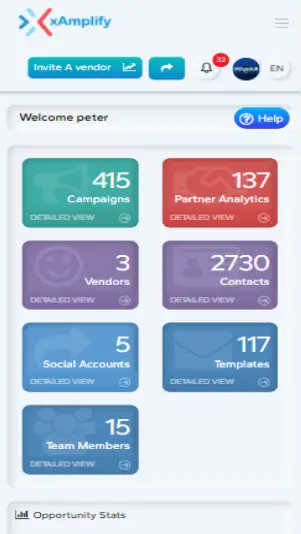 xAmplify
Invite A vendor
32
EN
Welcome peter
Help
415
Campaigns
DETAILED VIEW
137
Partner Analytics
DETAILED VIEW
3
Vendors
DETAILED VIEW
2730
Contacts
DETAILED VIEW
5
Social Accounts
DETAILED VIEW
117
Templates
DETAILED VIEW
15
Team Members
DETAILED VIEW
Opportunity Stats